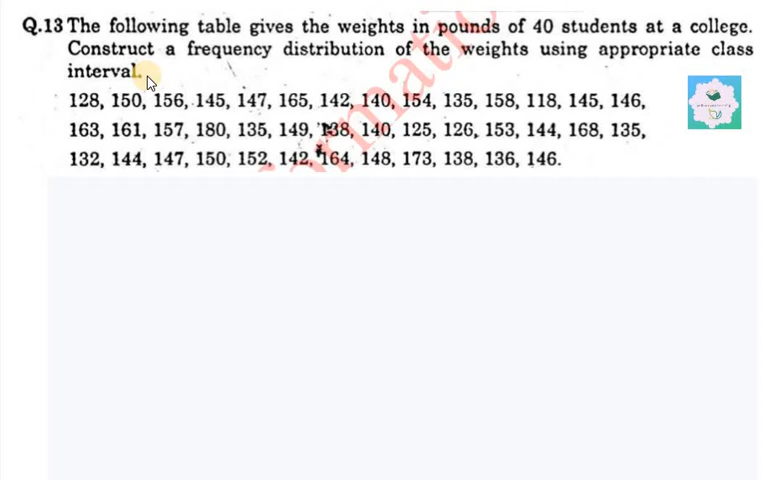 Q.13 The following table gives the weights in pounds of 40 students at a college.
Construct a frequency distribution of the weights using appropriate class
interval.
128, 150, 156, 145, 147, 165, 142, 140, 154, 135, 158, 118, 145, 146,
163, 161, 157, 180, 135, 149, 138, 140, 125, 126, 153, 144, 168, 135,
132, 144, 147, 150, 152, 142, 164, 148, 173, 138, 136, 146.